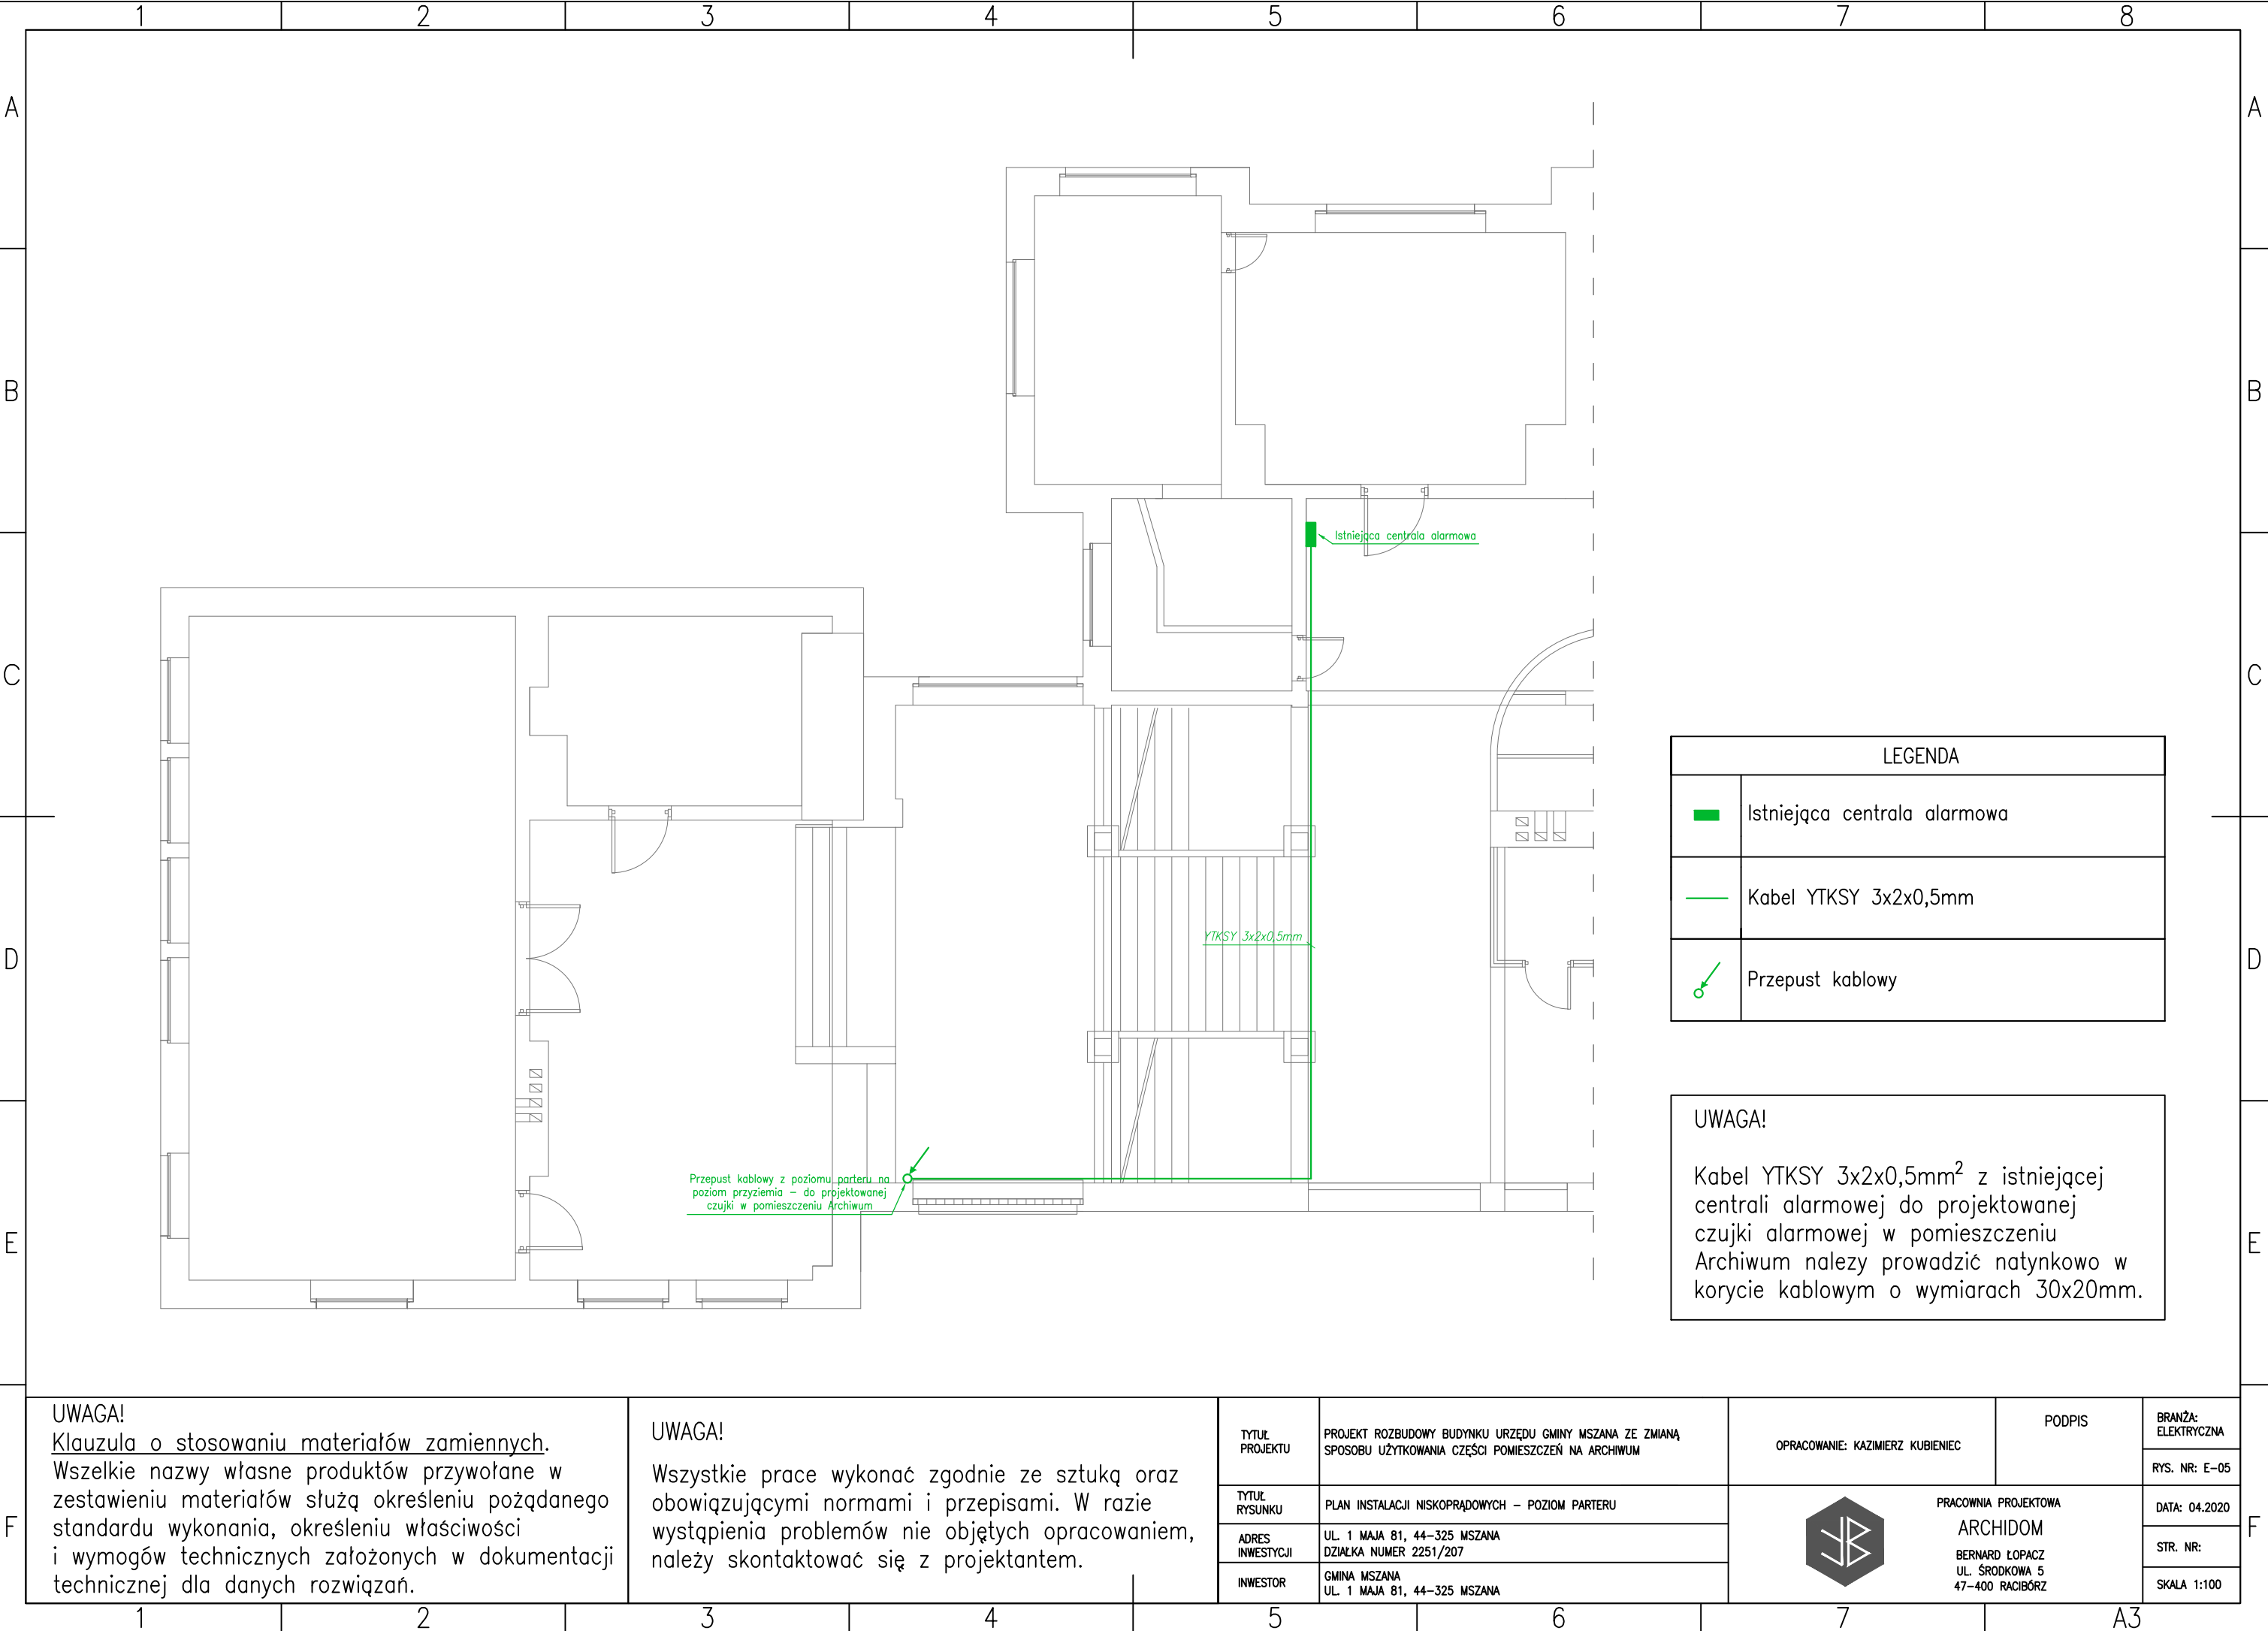 1 2 3 4 5 6 7 8
A A
B B
C C
D D
E E
F F
Istniejąca centrala alarmowa
YTKSY 3x2x0,5mm
Przepust kablowy z poziomu parteru na
poziom przyziemia – do projektowanej
czujki w pomieszczeniu Archiwum
LEGENDA
Istniejąca centrala alarmowa
Kabel YTKSY 3x2x0,5mm
Przepust kablowy
UWAGA!
Kabel YTKSY 3x2x0,5mm² z istniejącej
centrali alarmowej do projektowanej
czujki alarmowej w pomieszczeniu
Archiwum nalezy prowadzić natynkowo w
korycie kablowym o wymiarach 30x20mm.
UWAGA!
Klauzula o stosowaniu materiałów zamiennych.
Wszelkie nazwy własne produktów przywołane w
zestawieniu materiałów służą określeniu pożądanego
standardu wykonania, określeniu właściwości
i wymogów technicznych założonych w dokumentacji
technicznej dla danych rozwiązań.
UWAGA!
Wszystkie prace wykonać zgodnie ze sztuką oraz
obowiązującymi normami i przepisami. W razie
wystąpienia problemów nie objętych opracowaniem,
należy skontaktować się z projektantem.
TYTUŁ
PROJEKTU
PROJEKT ROZBUDOWY BUDYNKU URZĘDU GMINY MSZANA ZE ZMIANĄ
SPOSOBU UŻYTKOWANIA CZĘŚCI POMIESZCZEŃ NA ARCHIWUM
TYTUŁ
RYSUNKU
PLAN INSTALACJI NISKOPRĄDOWYCH – POZIOM PARTERU
ADRES
INWESTYCJI
UL. 1 MAJA 81, 44–325 MSZANA
DZIAŁKA NUMER 2251/207
INWESTOR
GMINA MSZANA
UL. 1 MAJA 81, 44–325 MSZANA
OPRACOWANIE: KAZIMIERZ KUBIENIEC
PODPIS
PRACOWNIA PROJEKTOWA
ARCHIDOM
BERNARD ŁOPACZ
UL. ŚRODKOWA 5
47–400 RACIBÓRZ
BRANŻA:
ELEKTRYCZNA
RYS. NR: E–05
DATA: 04.2020
STR. NR:
SKALA 1:100
1 2 3 4 5 6 7 A3